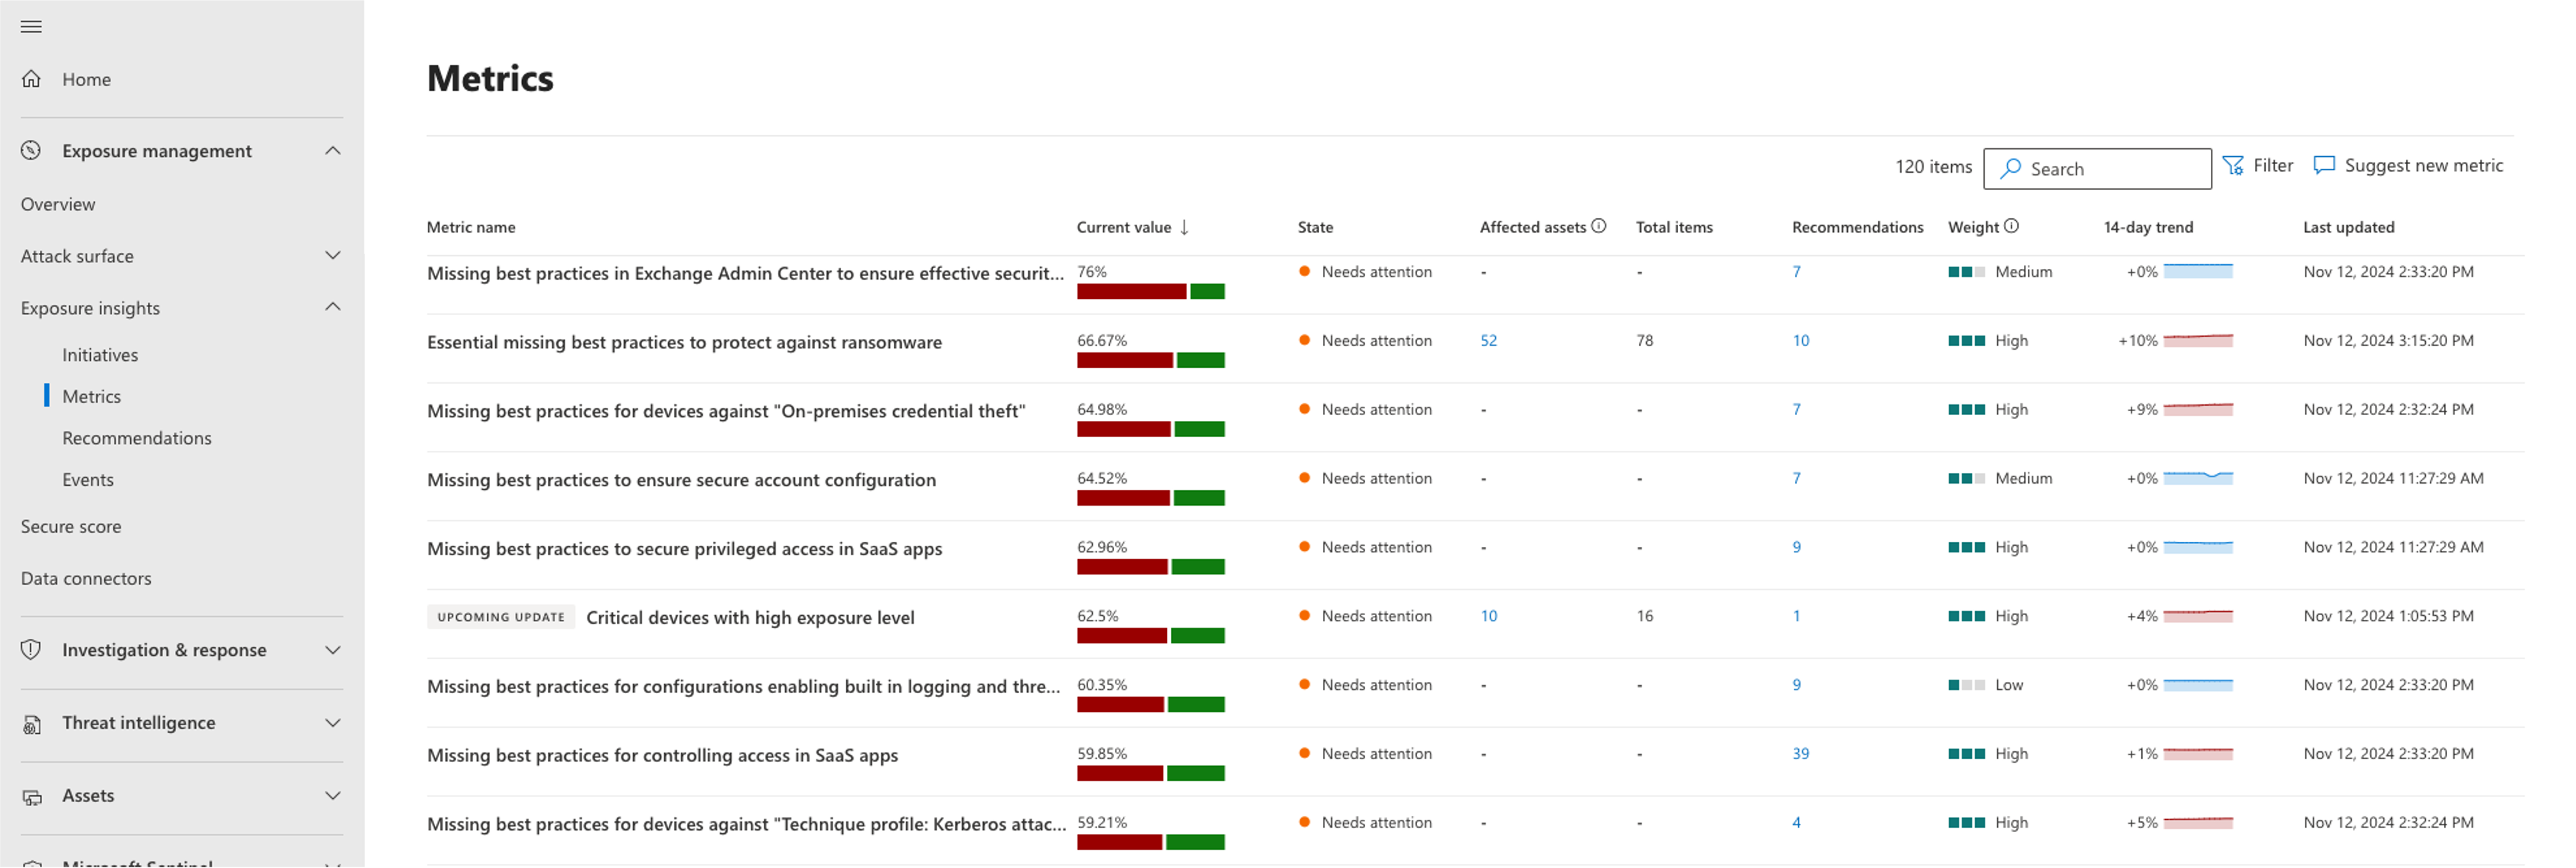 Home
Exposure management
Overview
Attack surface
Exposure insights
Initiatives
Metrics
Recommendations
Events
Secure score
Data connectors
Investigation & response
Threat intelligence
Assets
Microsoft Sentinel
Metrics
120 items Search Filter Suggest new metric
Metric name Current value ↓ State Affected assets Total items Recommendations Weight 14-day trend Last updated
Missing best practices in Exchange Admin Center to ensure effective securit... 76% Needs attention - - 7 Medium +0% Nov 12, 2024 2:33:20 PM
Essential missing best practices to protect against ransomware 66.67% Needs attention 52 78 10 High +10% Nov 12, 2024 3:15:20 PM
Missing best practices for devices against "On-premises credential theft" 64.98% Needs attention - - 7 High +9% Nov 12, 2024 2:32:24 PM
Missing best practices to ensure secure account configuration 64.52% Needs attention - - 7 Medium +0% Nov 12, 2024 11:27:29 AM
Missing best practices to secure privileged access in SaaS apps 62.96% Needs attention - - 9 High +0% Nov 12, 2024 11:27:29 AM
UPCOMING UPDATE Critical devices with high exposure level 62.5% Needs attention 10 16 1 High +4% Nov 12, 2024 1:05:53 PM
Missing best practices for configurations enabling built in logging and thre... 60.35% Needs attention - - 9 Low +0% Nov 12, 2024 2:33:20 PM
Missing best practices for controlling access in SaaS apps 59.85% Needs attention - - 39 High +1% Nov 12, 2024 2:33:20 PM
Missing best practices for devices against "Technique profile: Kerberos attac... 59.21% Needs attention - - 4 High +5% Nov 12, 2024 2:32:24 PM